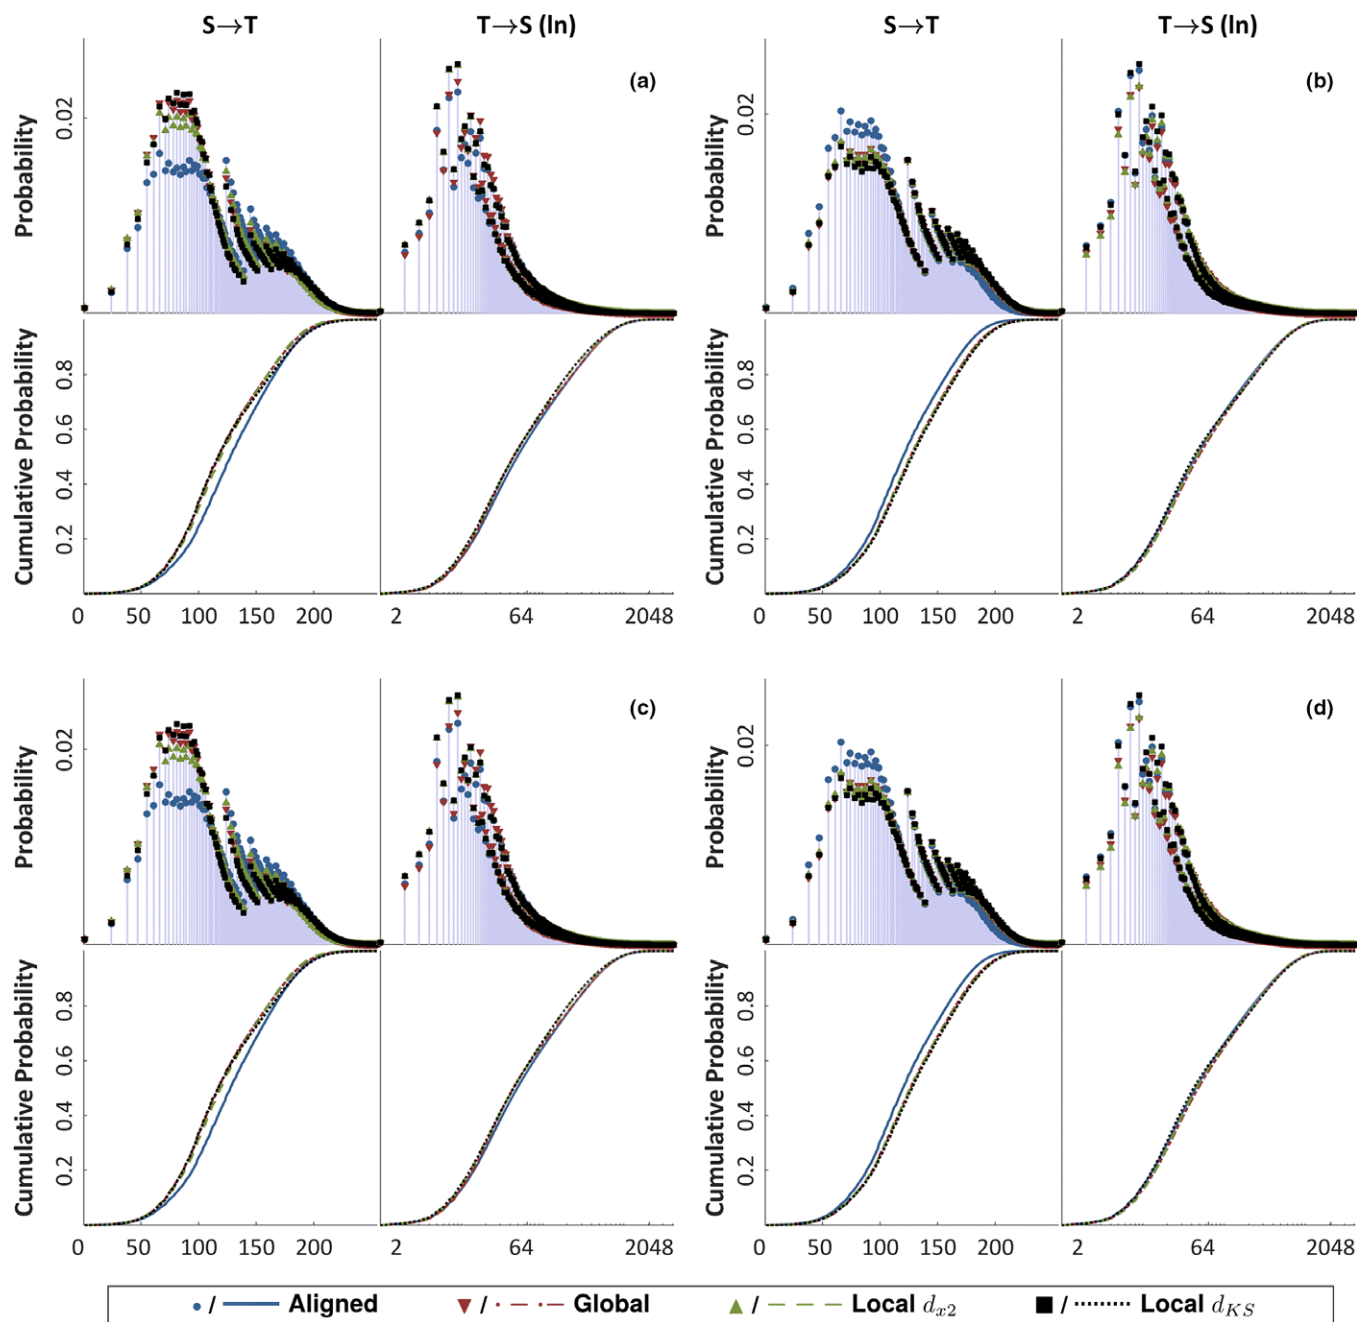 S→T T→S (ln) S→T T→S (ln)
(a) (b)
Probability Probability
0.02 0.02
Cumulative Probability Cumulative Probability
0.8 0.8
0.6 0.6
0.4 0.4
0.2 0.2
0 50 100 150 200 2 64 2048 0 50 100 150 200 2 64 2048
(c) (d)
Probability Probability
0.02 0.02
Cumulative Probability Cumulative Probability
0.8 0.8
0.6 0.6
0.4 0.4
0.2 0.2
0 50 100 150 200 2 64 2048 0 50 100 150 200 2 64 2048
/ Aligned / Global / Local d_{x2} / Local d_{KS}